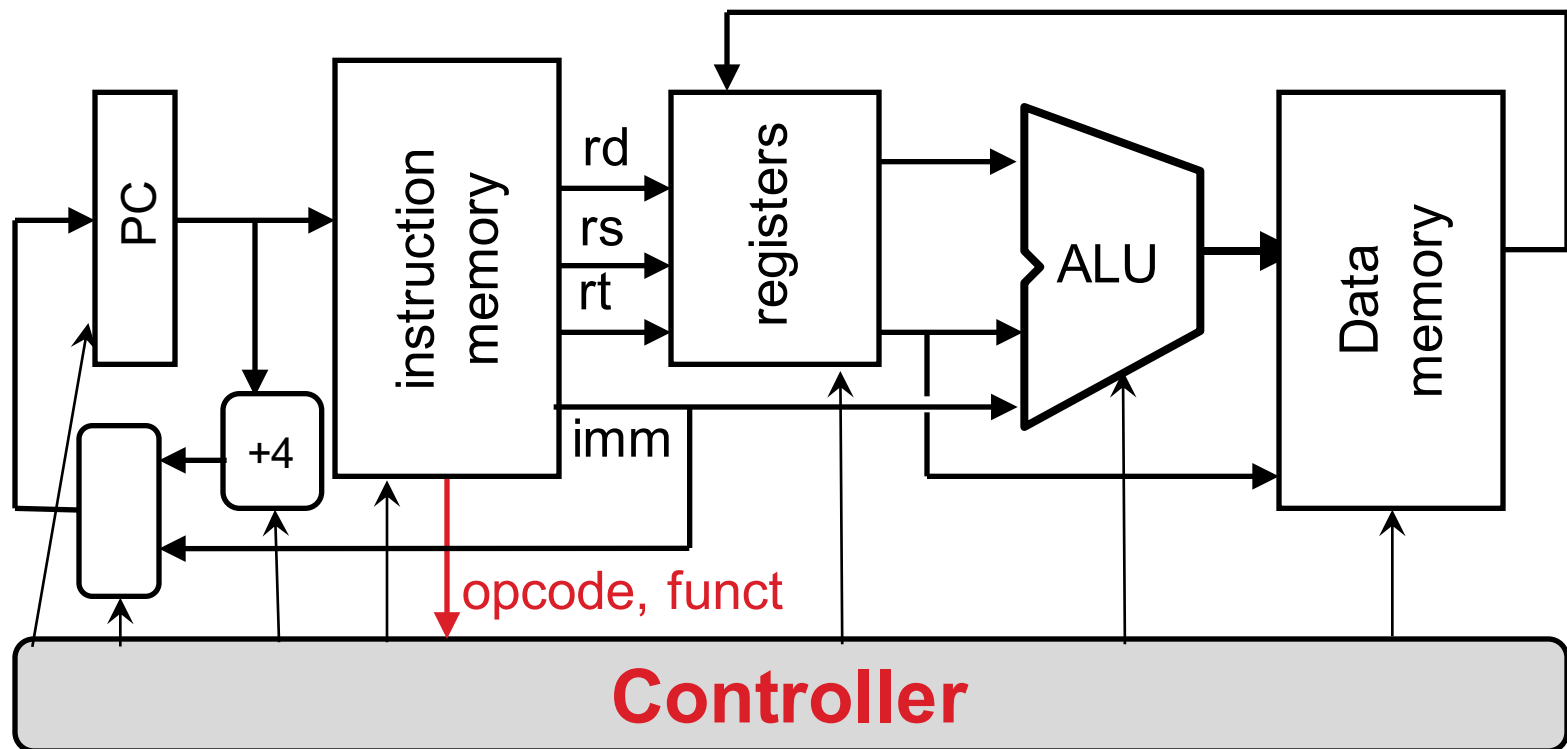 PC
+4
instruction
memory
rd
rs
rt
imm
registers
ALU
Data
memory
opcode, funct
Controller